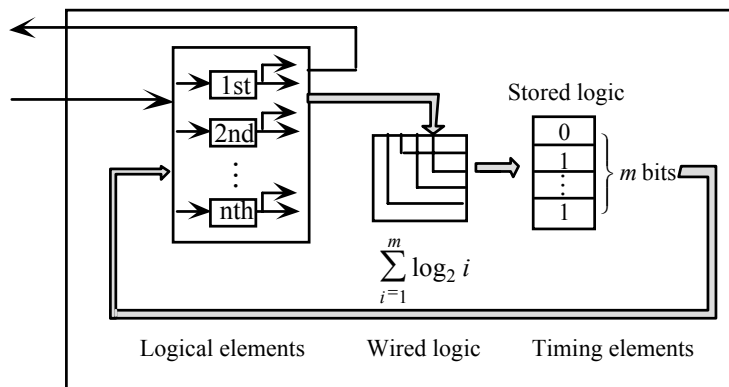 1st
2nd
⋮
nth
m
∑ log₂ i
i=1
Stored logic
0
1
⋮
1
m bits
Logical elements
Wired logic
Timing elements